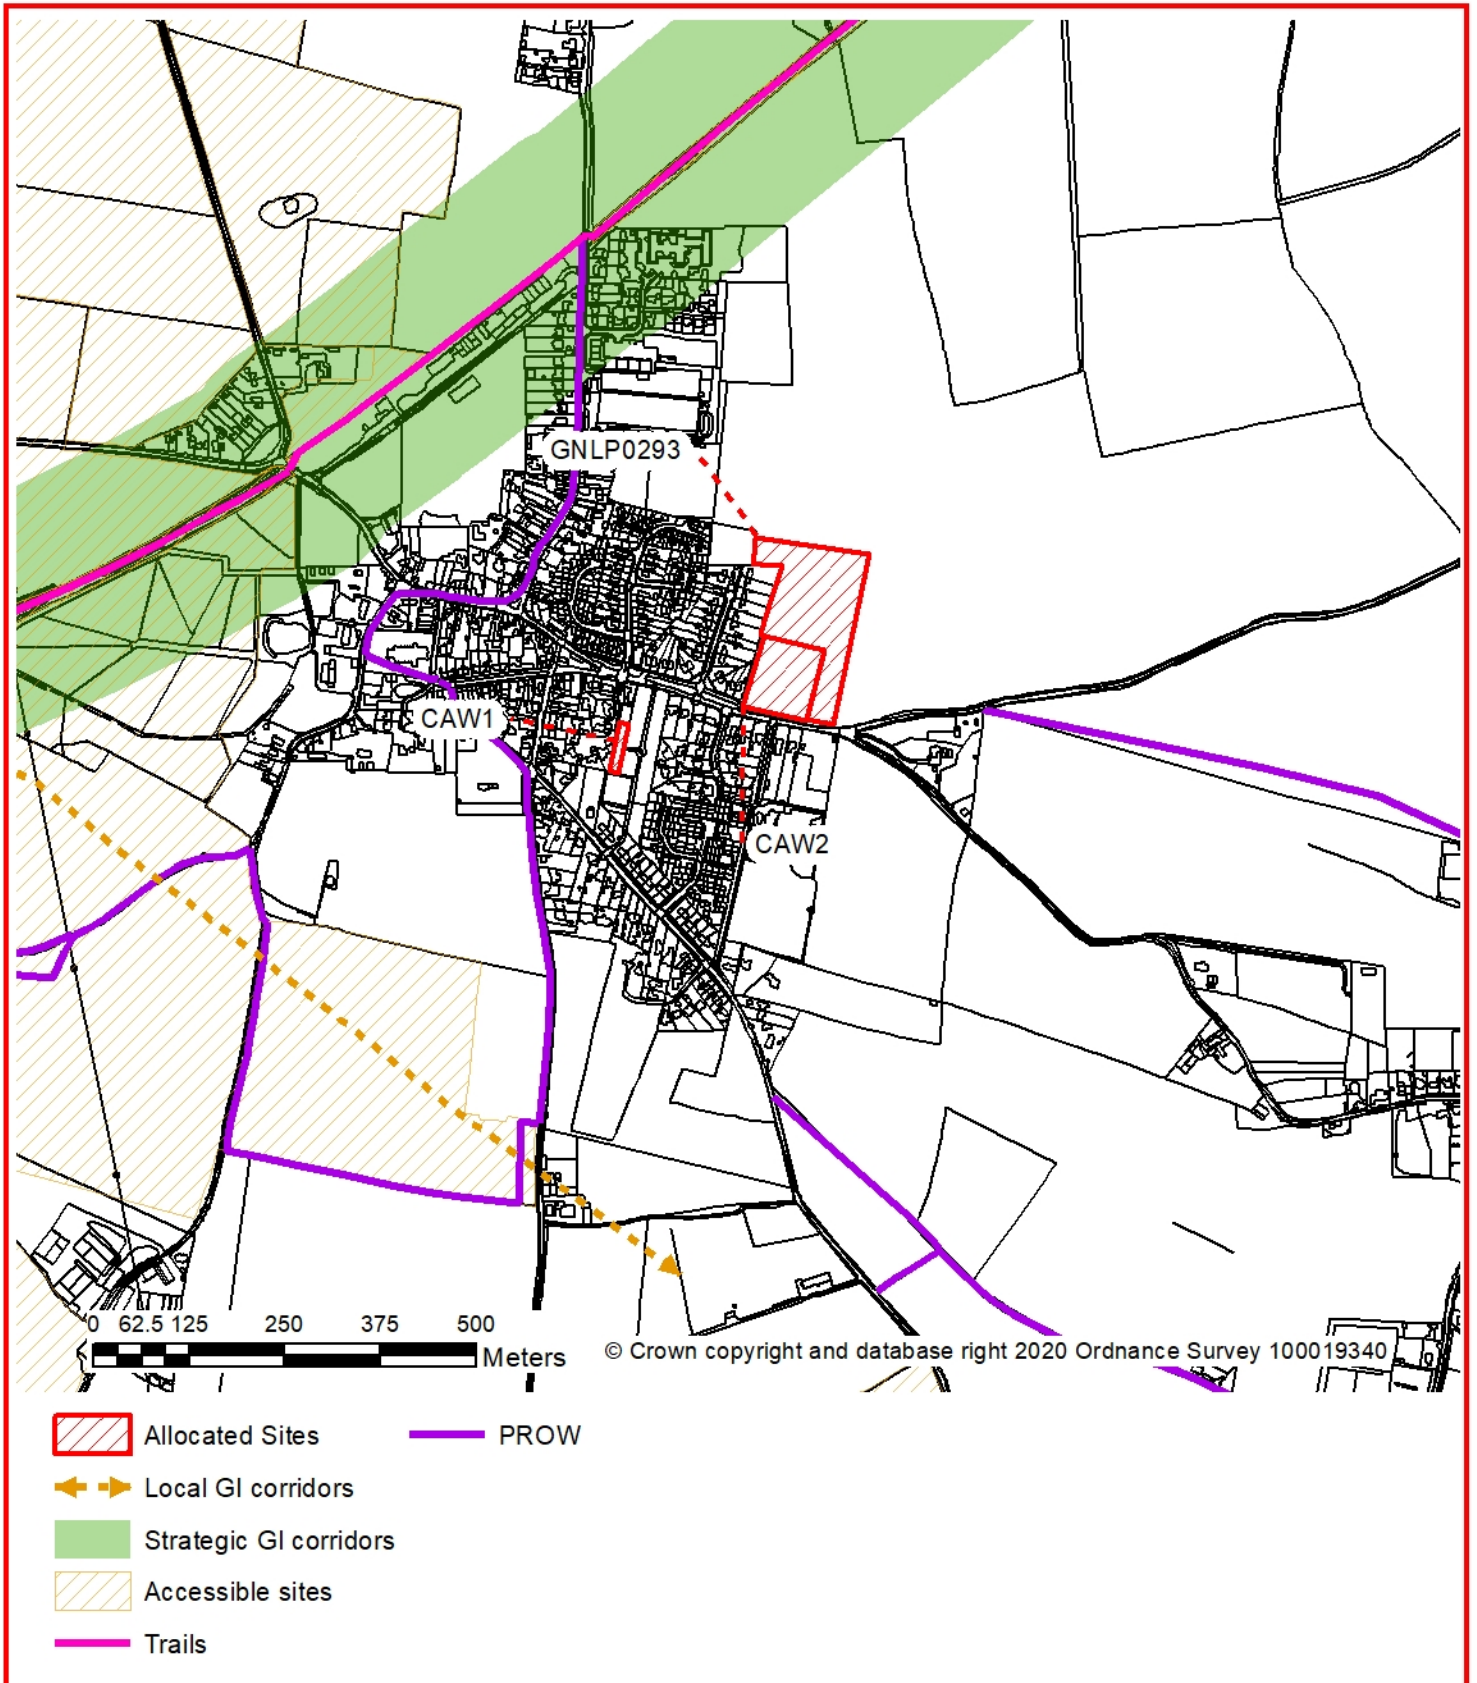 GNLP0293
CAW1
CAW2
0 62.5 125 250 375 500
Meters
© Crown copyright and database right 2020 Ordnance Survey 100019340
Allocated Sites
PROW
Local GI corridors
Strategic GI corridors
Accessible sites
Trails